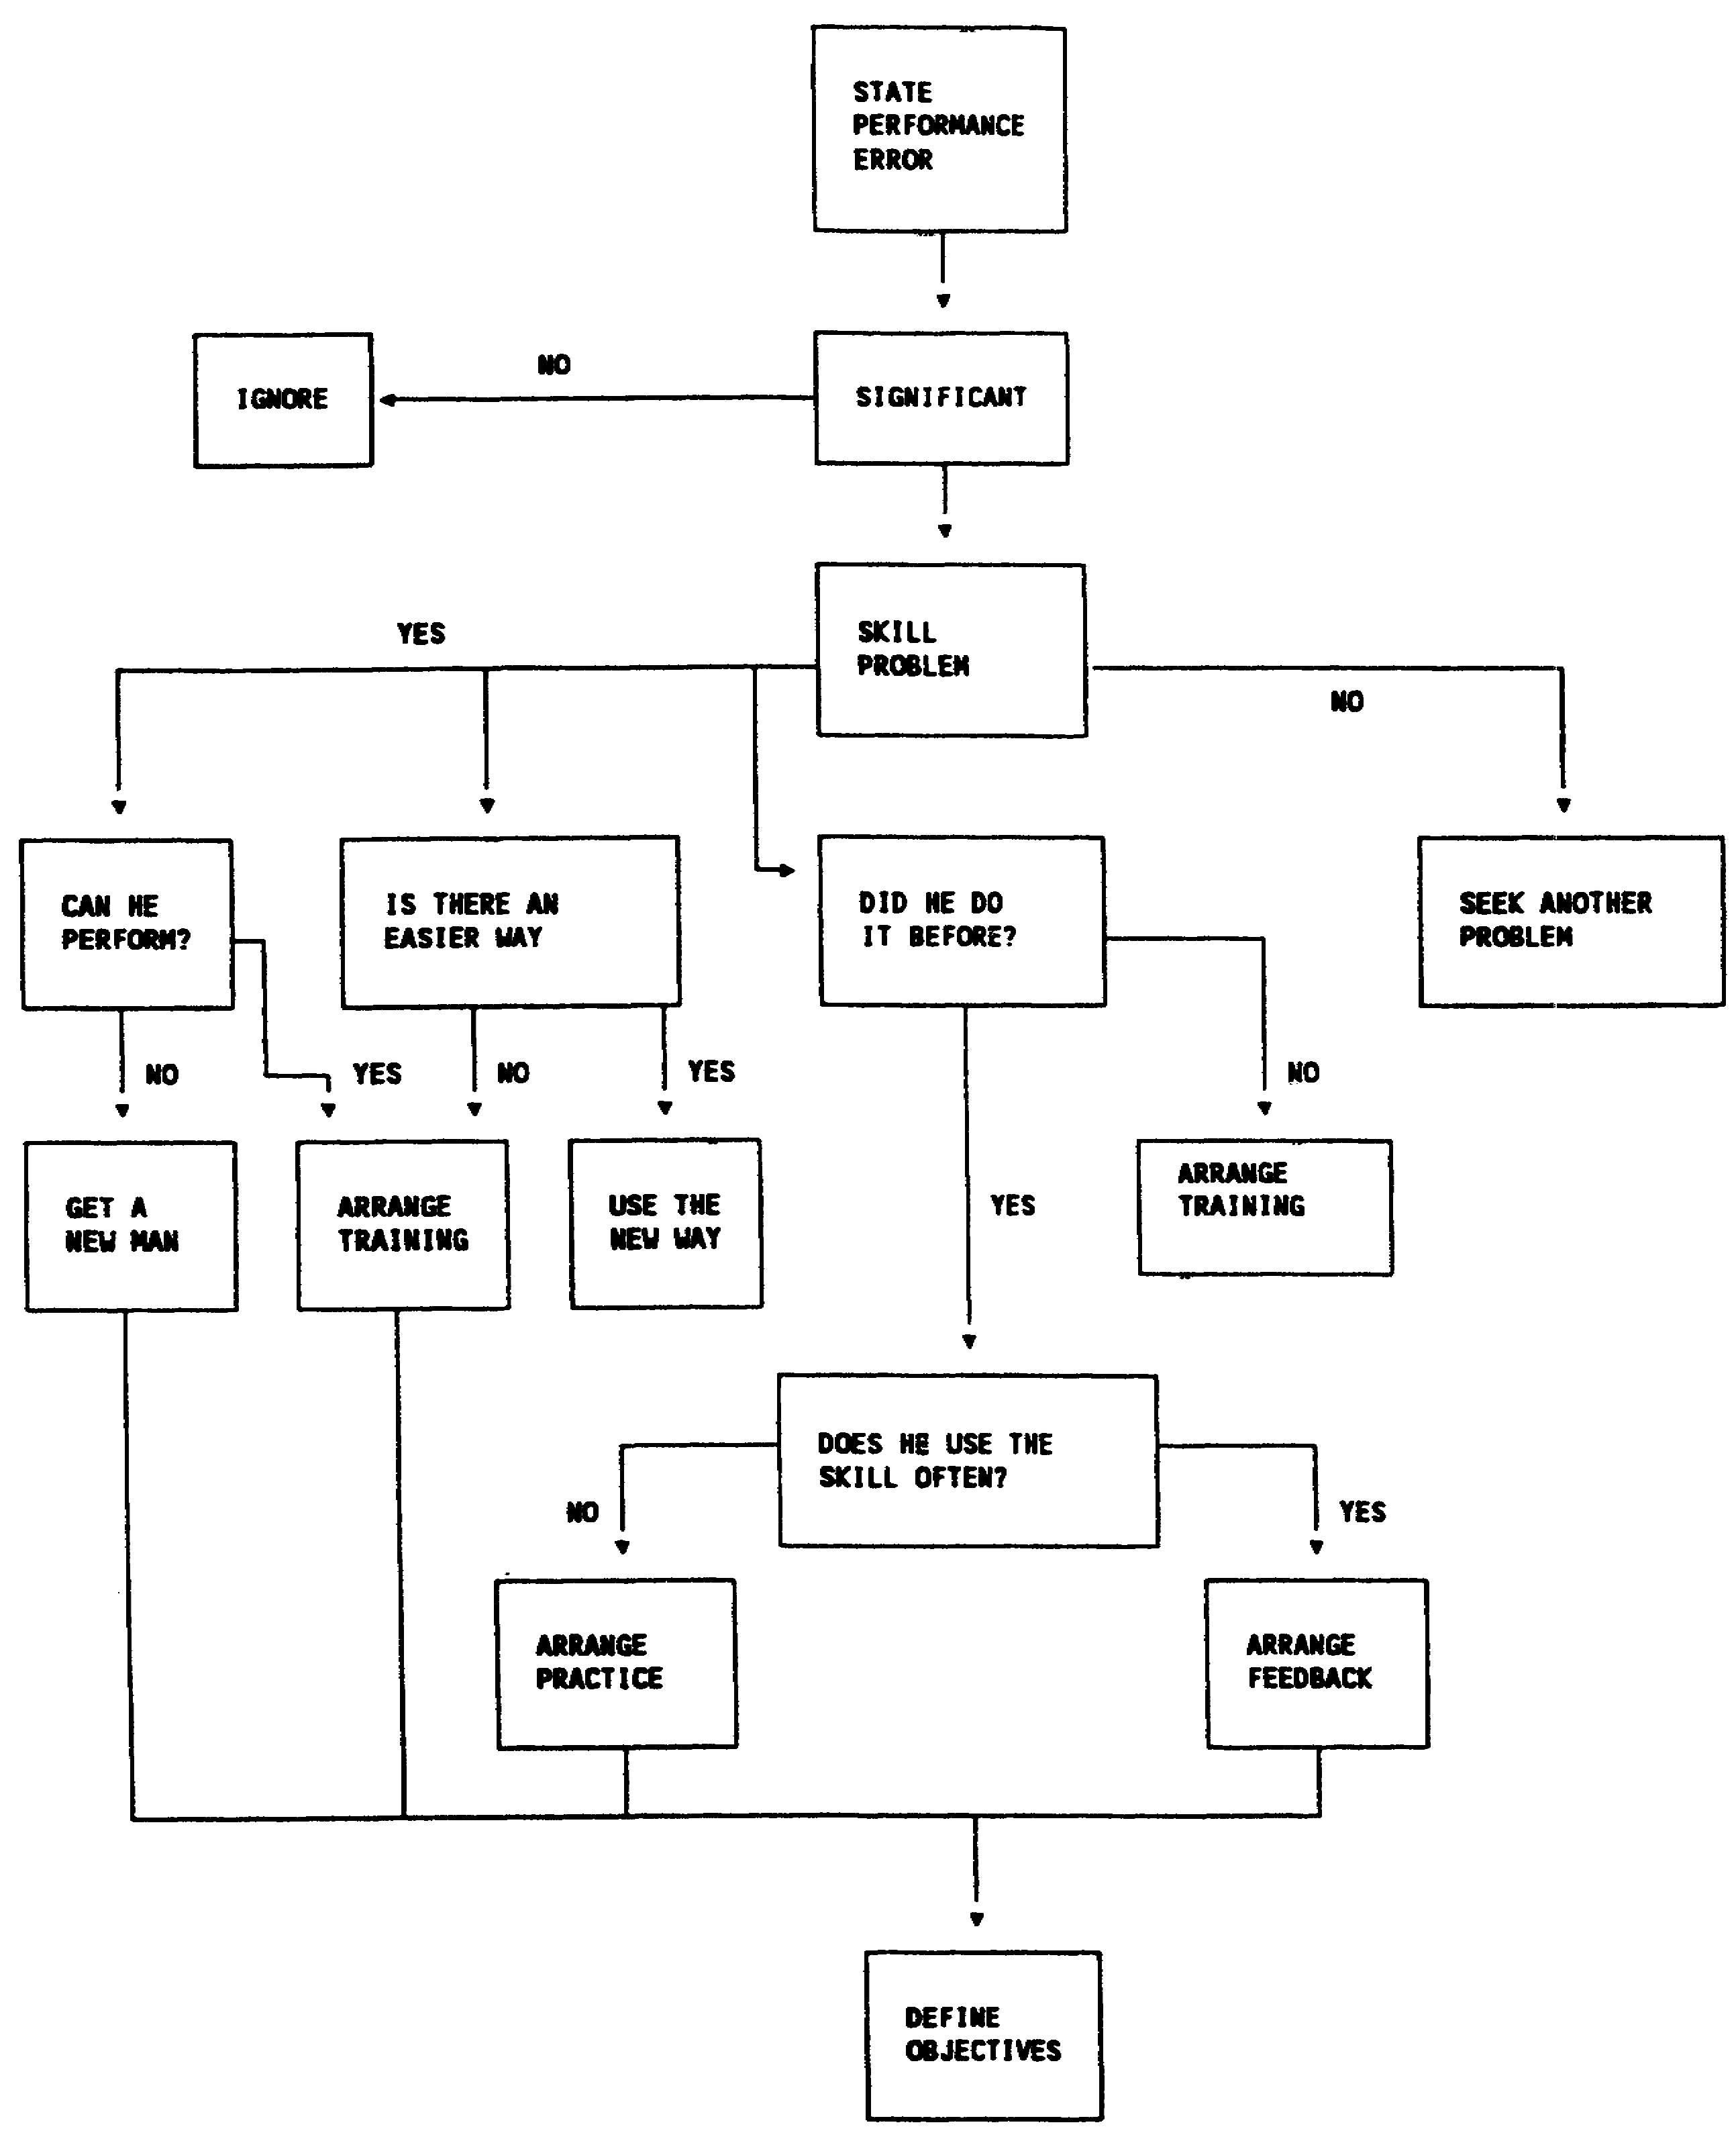 STATE
PERFORMANCE
ERROR
NO
IGNORE
SIGNIFICANT
YES
SKILL
PROBLEM
NO
CAN HE
PERFORM?
IS THERE AN
EASIER WAY
DID HE DO
IT BEFORE?
SEEK ANOTHER
PROBLEM
NO
YES
NO
YES
NO
GET A
NEW MAN
ARRANGE
TRAINING
USE THE
NEW WAY
YES
ARRANGE
TRAINING
DOES HE USE THE
SKILL OFTEN?
NO
YES
ARRANGE
PRACTICE
ARRANGE
FEEDBACK
DEFINE
OBJECTIVES